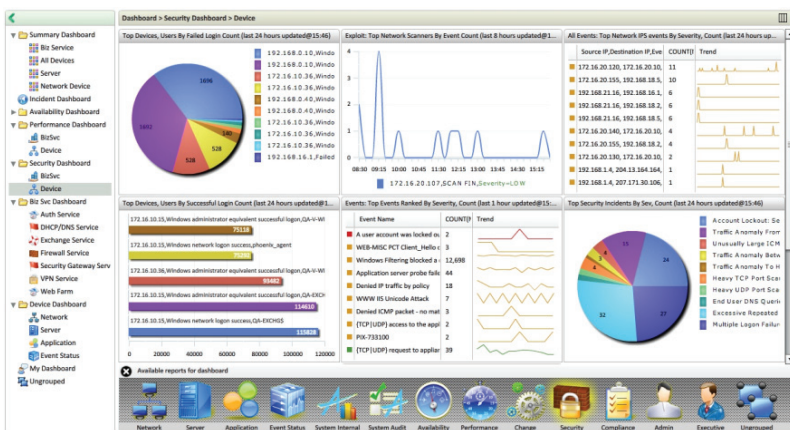 Dashboard > Security Dashboard > Device
Summary Dashboard
Biz Service
All Devices
Server
Network Device
Incident Dashboard
Availability Dashboard
Performance Dashboard
BizSvc
Device
Security Dashboard
BizSvc
Device
Biz Svc Dashboard
Auth Service
DHCP/DNS Service
Exchange Service
Firewall Service
Security Gateway Serv
VPN Service
Web Farm
Device Dashboard
Network
Server
Application
Event Status
My Dashboard
Ungrouped
Top Devices, Users By Failed Login Count (last 24 hours updated@15:46)
1696
1692
528
528
140
192.168.0.10,Windo
192.168.0.10,Windo
172.16.10.36,Windo
172.16.10.36,Windo
192.168.0.40,Windo
192.168.0.40,Windo
172.16.10.36,Windo
172.16.10.36,Windo
192.168.16.1,Failed
Exploit: Top Network Scanners By Event Count (last 8 hours updated@1...
4
3
2
1
0
08:30 09:15 10:00 10:45 11:30 12:15 13:00 13:45 14:30 15:15
172.16.20.107,SCAN FIN,Severity=LOW
All Events: Top Network IPS events By Severity, Count (last 24 hours up...
Source IP,Destination IP,Eve COUNT( Trend
172.16.20.120, 172.16.20.10, 11
172.16.20.155, 192.168.18.5, 10
192.168.21.16, 192.168.16.1, 6
192.168.21.16, 192.168.18.2, 6
192.168.21.16, 192.168.18.5, 6
172.16.20.140, 172.16.20.10, 4
172.16.20.155, 192.168.18.2, 4
172.16.20.130, 172.16.20.10, 2
192.168.1.4, 204.13.164.164, 1
192.168.1.4, 207.171.30.106, 1
Top Devices, Users By Successful Login Count (last 24 hours updated@1...
172.16.10.15,Windows administrator equivalent successful logon,QA-V-WI
75118
172.16.10.15,Windows network logon success,phoenix_agent
172.16.10.36,Windows administrator equivalent successful logon,QA-V-WI
93482
172.16.10.15,Windows administrator equivalent successful logon,QA-EXCH
114610
172.16.10.15,Windows network logon success,QA-EXCHGS
115828
0 20000 40000 60000 80000 100000 120000
Events: Top Events Ranked By Severity, Count (last 1 hour updated@15:...
Event Name COUNT( Trend
A user account was locked ou 2
WEB-MISC PCT Client_Hello c 3
Windows Filtering blocked a 12,698
Application server probe faile 44
Denied IP traffic by policy 18
WWW IIS Unicode Attack 7
Denied ICMP packet - no mat 3
(TCP|UDP) access to the appl 2
PIX-733100 2
(TCP|UDP) request to appliar 39
Top Security Incidents By Sev, Count (last 24 hours updated@15:46)
24
27
32
15
4
3
4
Account Lockout: Se
Traffic Anomaly From
Unusually Large ICM
Traffic Anomaly Betw
Traffic Anomaly To H
Heavy TCP Port Scan
Heavy UDP Port Scan
End User DNS Querie
Excessive Repeated
Multiple Logon Failur
Available reports for dashboard
Network Server Application Event Status System Internal System Audit Availability Performance Change Security Compliance Admin Executive Ungrouped